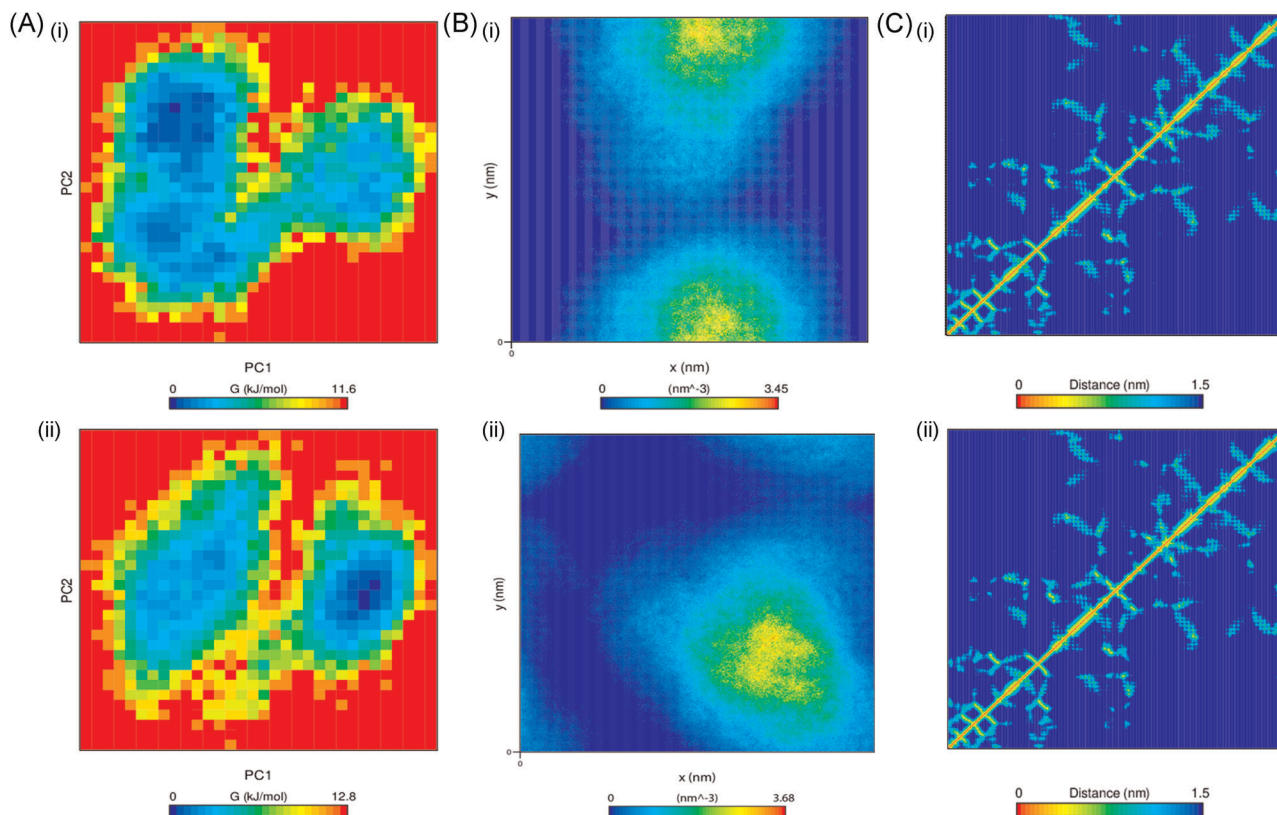 (A) (i)
PC2
PC1
0 G (kJ/mol) 11.6
(B) (i)
y (nm)
0
0
x (nm)
0 (nm^-3) 3.45
(C) (i)
0 Distance (nm) 1.5
(ii)
PC2
PC1
0 G (kJ/mol) 12.8
(ii)
y (nm)
0
0
x (nm)
0 (nm^-3) 3.68
(ii)
0 Distance (nm) 1.5